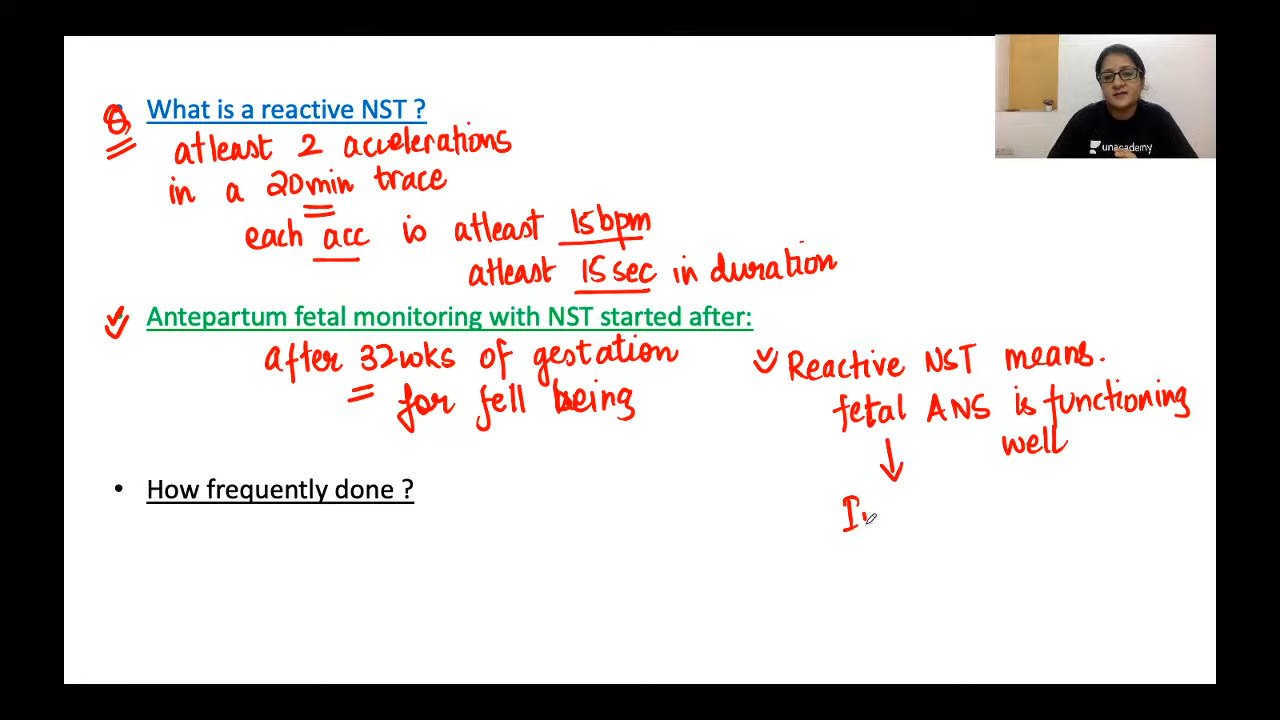 What is a reactive NST ?
atleast 2 accelerations
in a 20min trace
each acc is atleast 15bpm
atleast 15sec in duration
Antepartum fetal monitoring with NST started after:
after 32wks of gestation
for fell being
Reactive NST means.
fetal ANS is functioning
well
How frequently done ?
unacademy